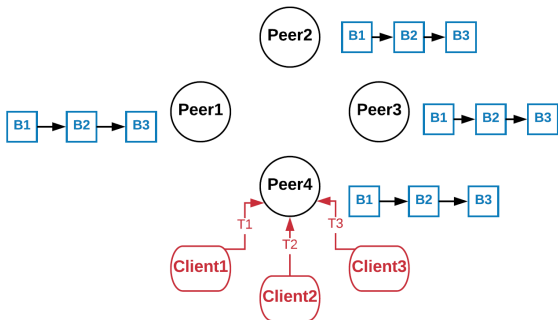 Peer2
B1 B2 B3
Peer1
B1 B2 B3
Peer3
B1 B2 B3
Peer4
B1 B2 B3
T1
T2
T3
Client1
Client2
Client3